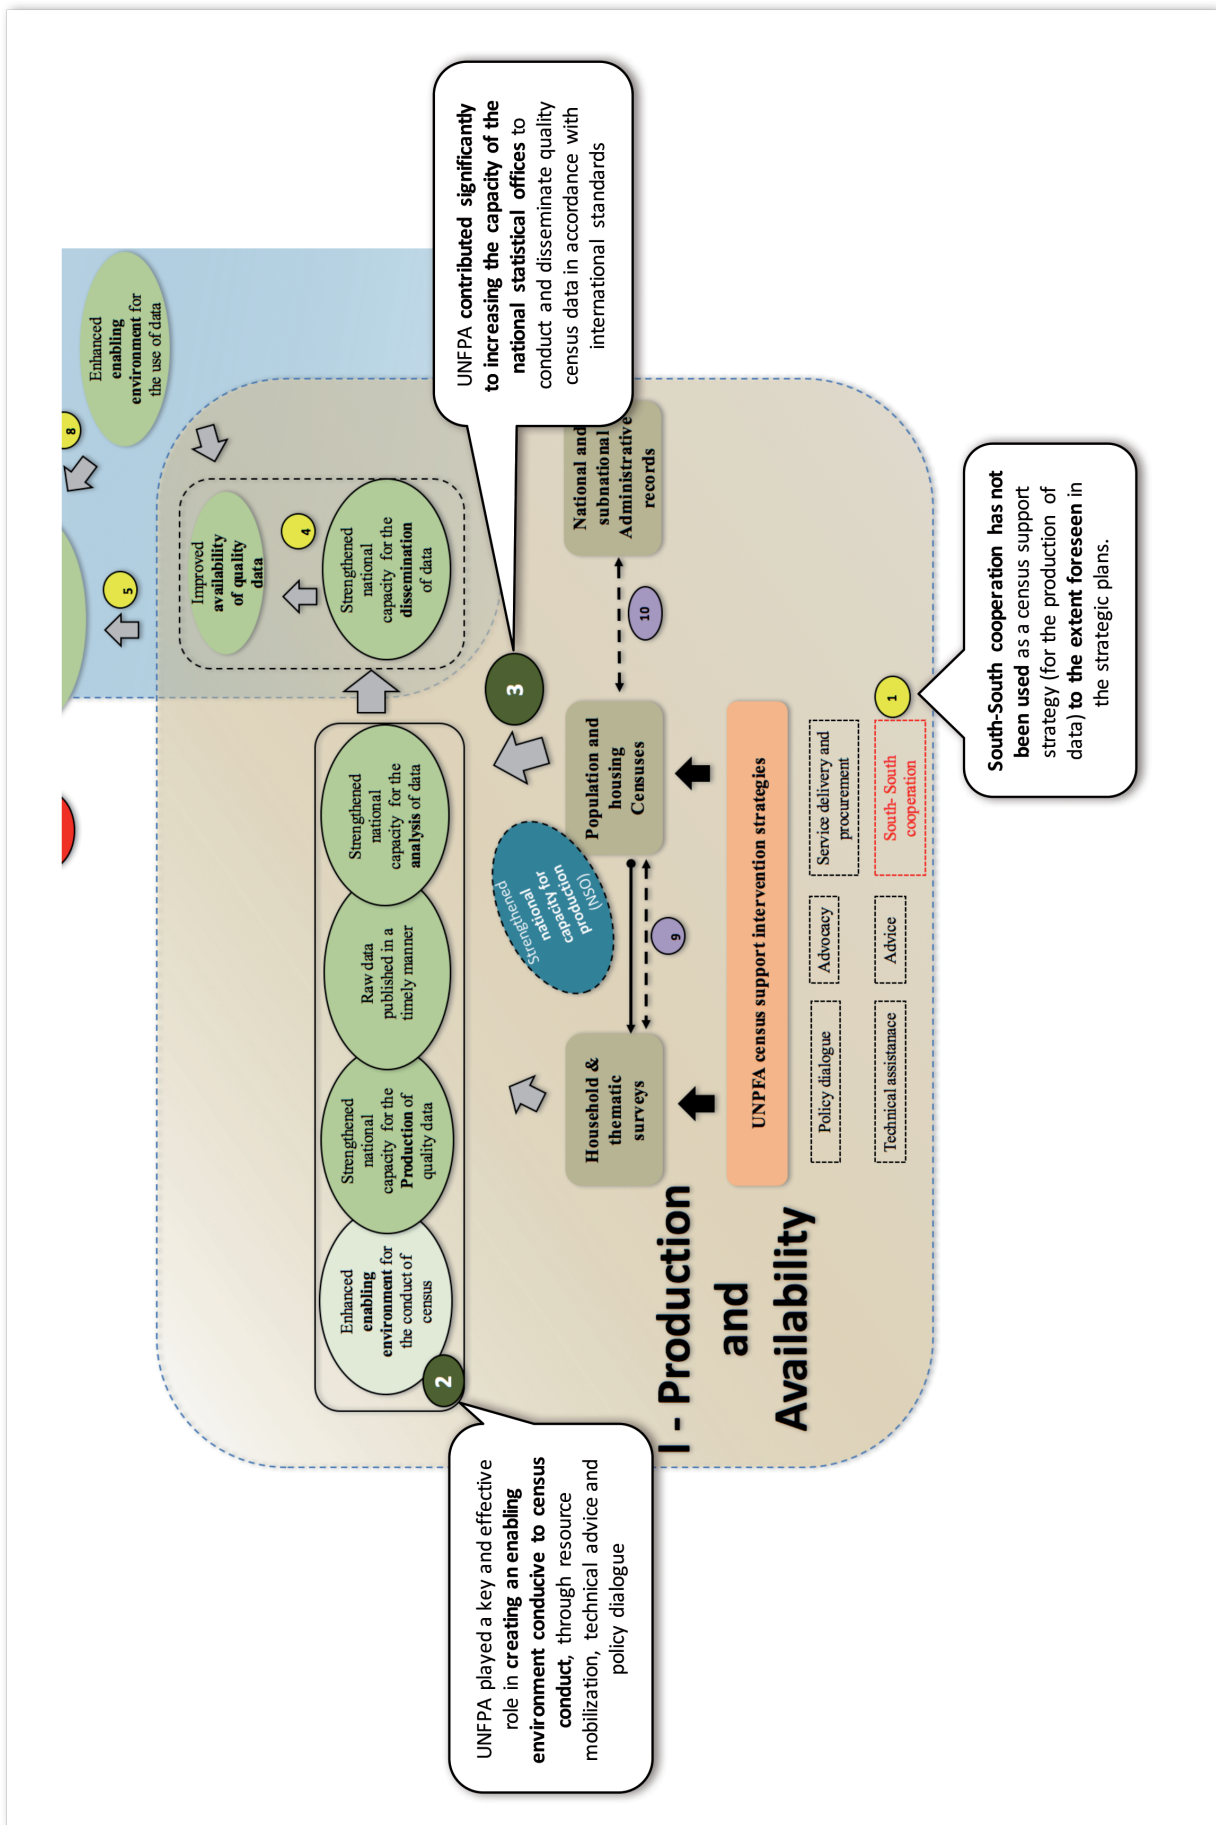 UNFPA played a key and effective
role in creating an enabling
environment conducive to census
conduct, through resource
mobilization, technical advice and
policy dialogue
2
Enhanced
enabling
environment for
the conduct of
census
Strengthened
national
capacity for the
Production of
quality data
Raw data
published in a
timely manner
Strengthened
national
capacity for the
analysis of data
Enhanced
enabling
environment for
the use of data
8
5
Improved
availability
of quality
data
4
Strengthened
national
capacity for the
dissemination
of data
UNFPA contributed significantly
to increasing the capacity of the
national statistical offices to
conduct and disseminate quality
census data in accordance with
international standards
3
Strengthened
national
capacity for
production
(NSO)
Household &
thematic
surveys
9
Population and
housing
Censuses
10
National and
subnational
Administrative
records
I - Production
and
Availability
UNPFA census support intervention strategies
Policy dialogue
Advocacy
Service delivery and
procurement
Technical assistanace
Advice
South- South
cooperation
1
South-South cooperation has not
been used as a census support
strategy (for the production of
data) to the extent foreseen in
the strategic plans.